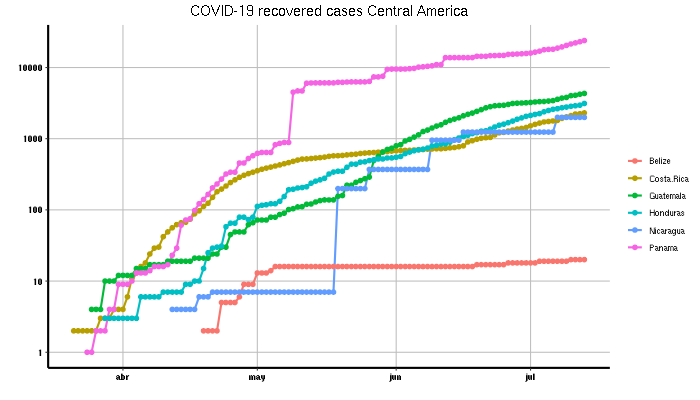 COVID-19 recovered cases Central America
10000
1000
100
10
1
abr
may
jun
jul
Belize
Costa.Rica
Guatemala
Honduras
Nicaragua
Panama